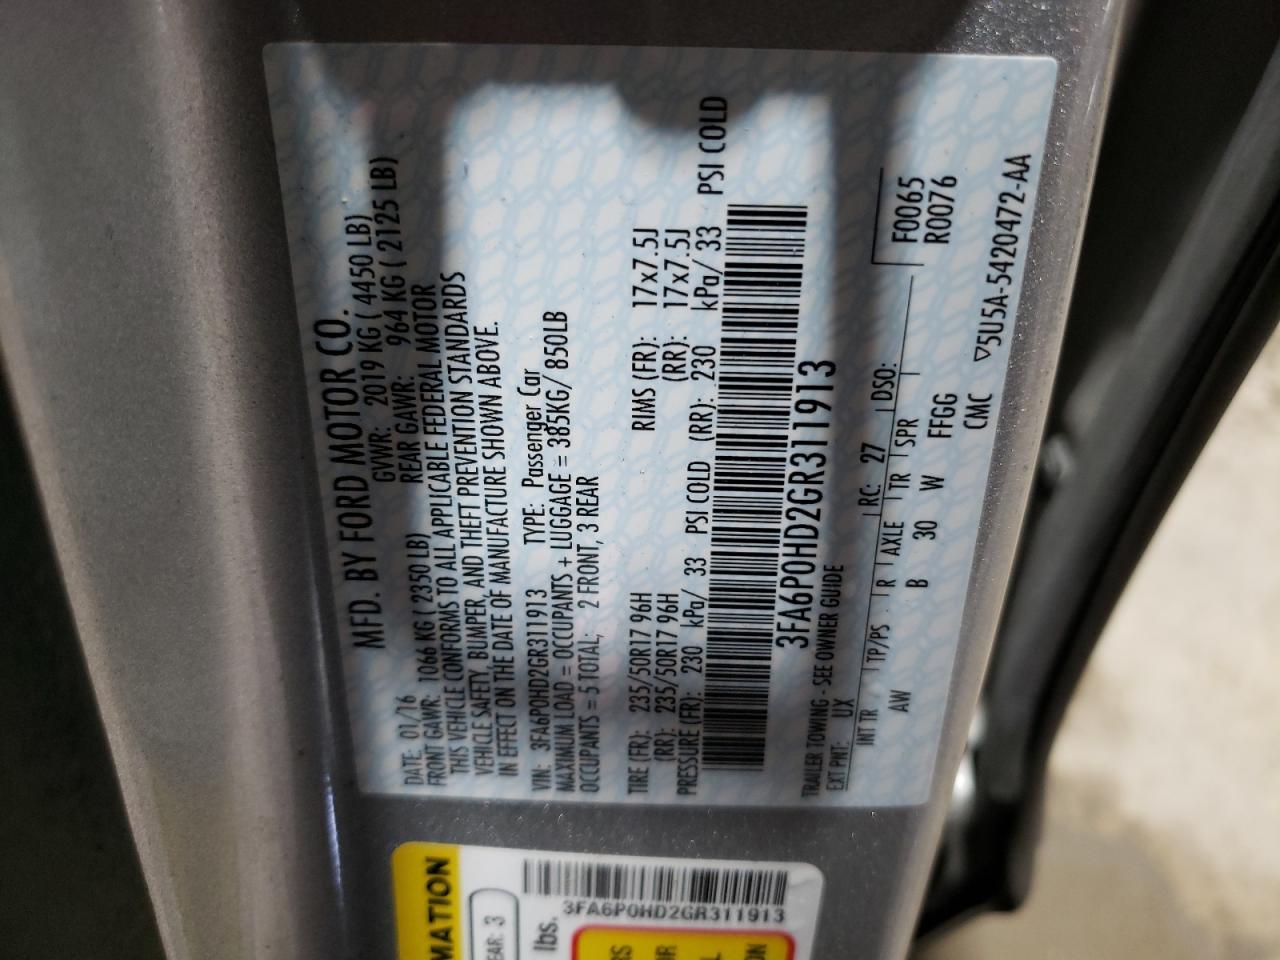 MFD. BY FORD MOTOR CO.
DATE: 01/16 GVWR: 2019 KG ( 4450 LB)
FRONT GAWR: 1066 KG ( 2350 LB) REAR GAWR: 964 KG ( 2125 LB)
THIS VEHICLE CONFORMS TO ALL APPLICABLE FEDERAL MOTOR
VEHICLE SAFETY, BUMPER, AND THEFT PREVENTION STANDARDS
IN EFFECT ON THE DATE OF MANUFACTURE SHOWN ABOVE.
VIN: 3FA6P0HD2GR311913 TYPE: Passenger Car
MAXIMUM LOAD = OCCUPANTS + LUGGAGE = 385KG/ 850LB
OCCUPANTS = 5 TOTAL; 2 FRONT, 3 REAR
TIRE (FR): 235/50R17 96H RIMS (FR): 17x7.5J
(RR): 235/50R17 96H (RR): 17x7.5J
PRESSURE (FR): 230 kPa/ 33 PSI COLD (RR): 230 kPa/ 33 PSI COLD
3FA6P0HD2GR311913
TRAILER TOWING - SEE OWNER GUIDE
EXT PNT: UX RC: 27 DSO: F0065
R0076
INT TR TP/PS R AXLE TR SPR
AW B 30 W FFGG
CMC
▽5U5A-5420472-AA
MATION
EAR: 3
lbs.
3FA6P0HD2GR311913